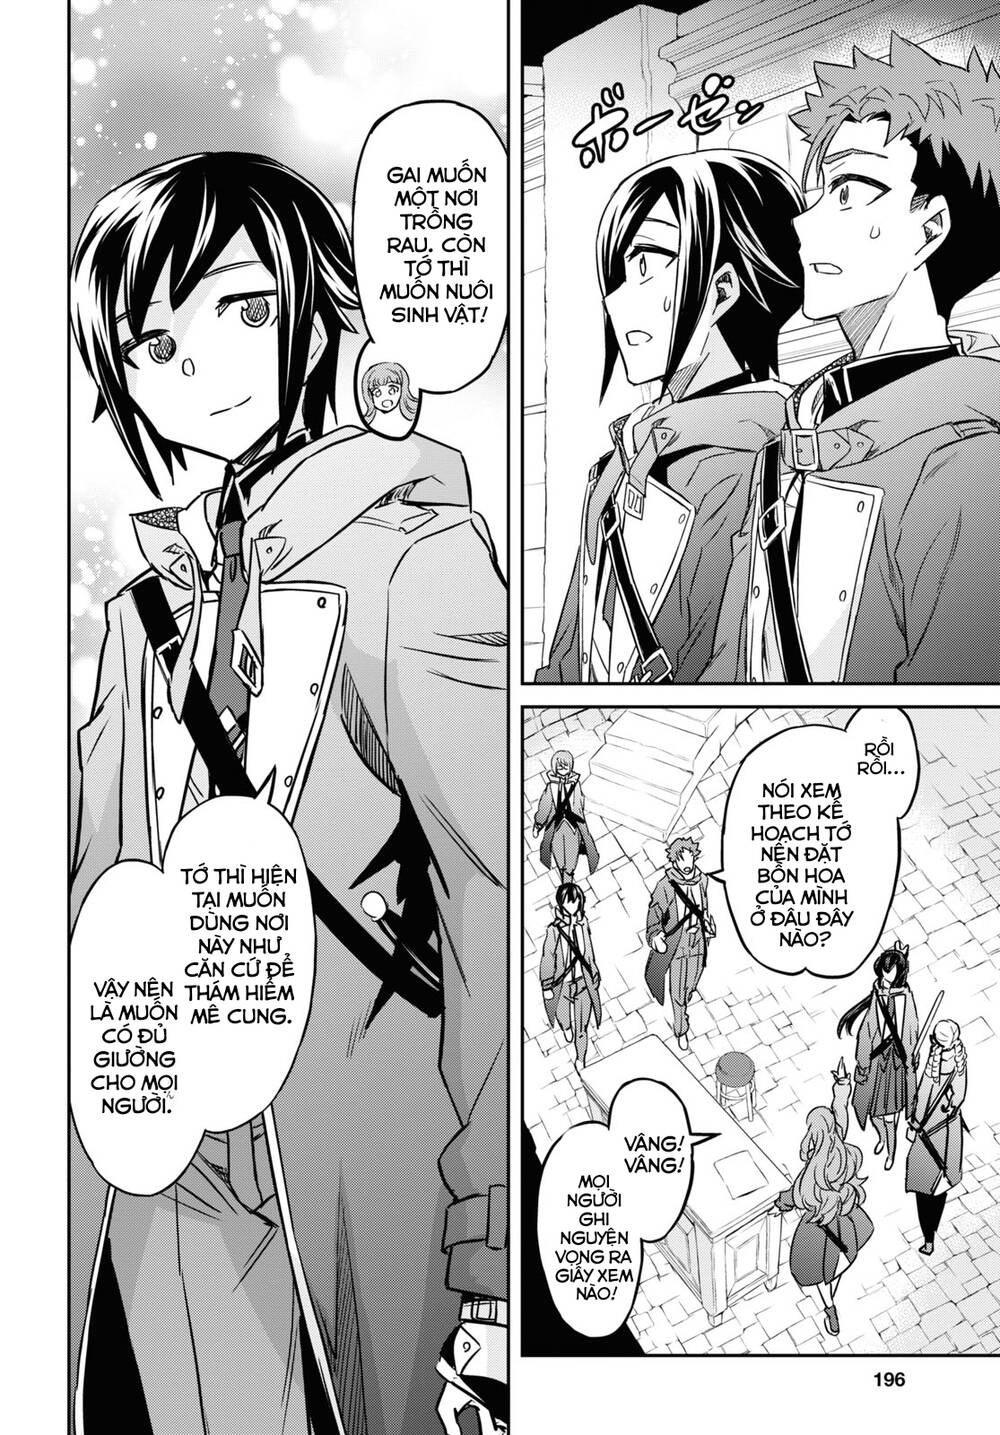 ボーゼン
RỒI
RỒI...
NÓI XEM
THEO KẾ
HOẠCH TỚ
NÊN ĐẶT
BỒN HOA
CỦA MÌNH
Ở ĐÂU ĐÂY
NÀO?
VÂNG!
VÂNG!
MỌI
NGƯỜI
GHI
NGUYỆN
VỌNG RA
GIẤY XEM
NÀO!
196
GAI MUỐN
MỘT NƠI
TRỒNG
RAU. CÒN
TỚ THÌ
MUỐN NUÔI
SINH VẬT!
TỚ THÌ HIỆN
TẠI MUỐN
DÙNG NƠI
NÀY NHƯ
CĂN CỨ ĐỂ
THÁM HIỂM
MÊ CUNG.
VẬY NÊN
LÀ MUỐN
CÓ ĐỦ
GIƯỜNG
CHO MỌI
NGƯỜI.